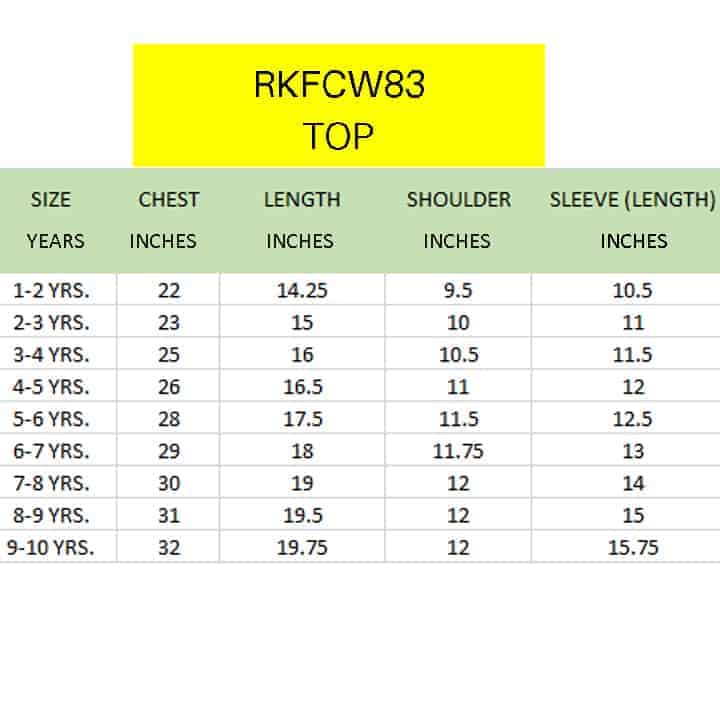 RKFCW83
TOP
SIZE CHEST LENGTH SHOULDER SLEEVE (LENGTH)
YEARS INCHES INCHES INCHES INCHES
1-2 YRS. 22 14.25 9.5 10.5
2-3 YRS. 23 15 10 11
3-4 YRS. 25 16 10.5 11.5
4-5 YRS. 26 16.5 11 12
5-6 YRS. 28 17.5 11.5 12.5
6-7 YRS. 29 18 11.75 13
7-8 YRS. 30 19 12 14
8-9 YRS. 31 19.5 12 15
9-10 YRS. 32 19.75 12 15.75